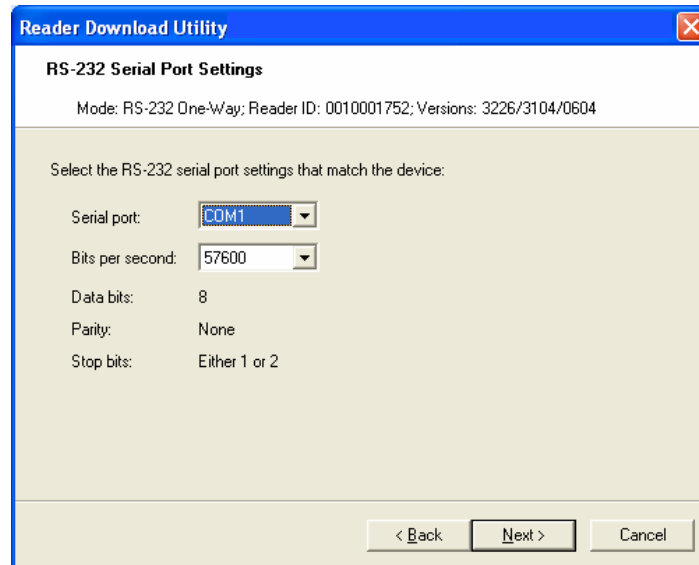 Reader Download Utility
RS-232 Serial Port Settings
Mode: RS-232 One-Way; Reader ID: 0010001752; Versions: 3226/3104/0604
Select the RS-232 serial port settings that match the device:
Serial port: COM1
Bits per second: 57600
Data bits: 8
Parity: None
Stop bits: Either 1 or 2
< Back Next > Cancel